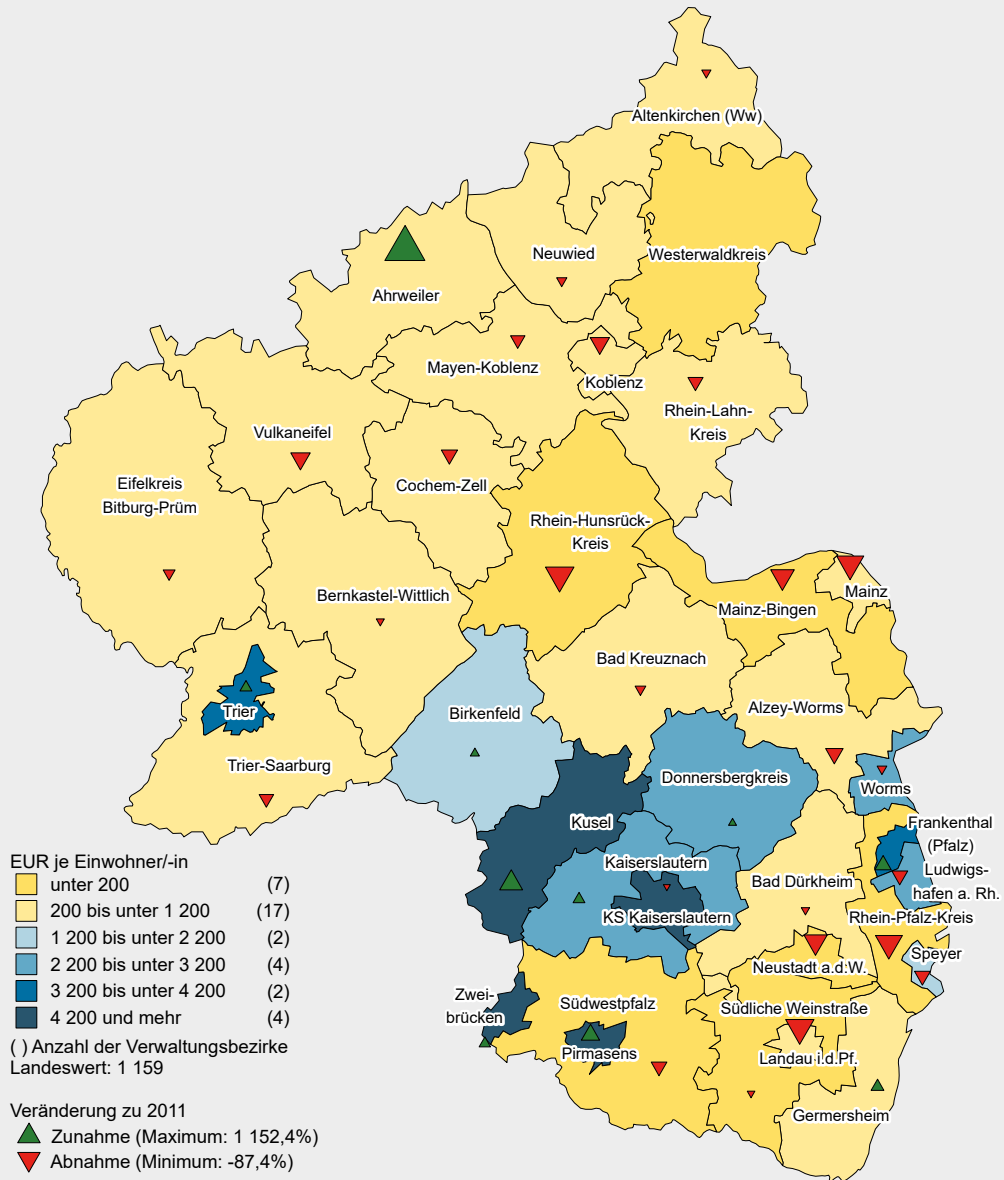 Altenkirchen (Ww)
Neuwied
Westerwaldkreis
Ahrweiler
Mayen-Koblenz
Koblenz
Rhein-Lahn-
Kreis
Vulkaneifel
Cochem-Zell
Eifelkreis
Bitburg-Prüm
Rhein-Hunsrück-
Kreis
Bernkastel-Wittlich
Mainz-Bingen
Mainz
Bad Kreuznach
Birkenfeld
Alzey-Worms
Trier
Trier-Saarburg
Donnersbergkreis
Worms
Kusel
Frankenthal
(Pfalz)
Ludwigs-
hafen a. Rh.
Kaiserslautern
Bad Dürkheim
KS Kaiserslautern
Rhein-Pfalz-Kreis
Speyer
Neustadt a.d.W.
Zwei-
brücken
Südwestpfalz
Südliche Weinstraße
Pirmasens
Landau i.d.Pf.
Germersheim
EUR je Einwohner/-in
unter 200 (7)
200 bis unter 1 200 (17)
1 200 bis unter 2 200 (2)
2 200 bis unter 3 200 (4)
3 200 bis unter 4 200 (2)
4 200 und mehr (4)
( ) Anzahl der Verwaltungsbezirke
Landeswert: 1 159
Veränderung zu 2011
Zunahme (Maximum: 1 152,4%)
Abnahme (Minimum: -87,4%)